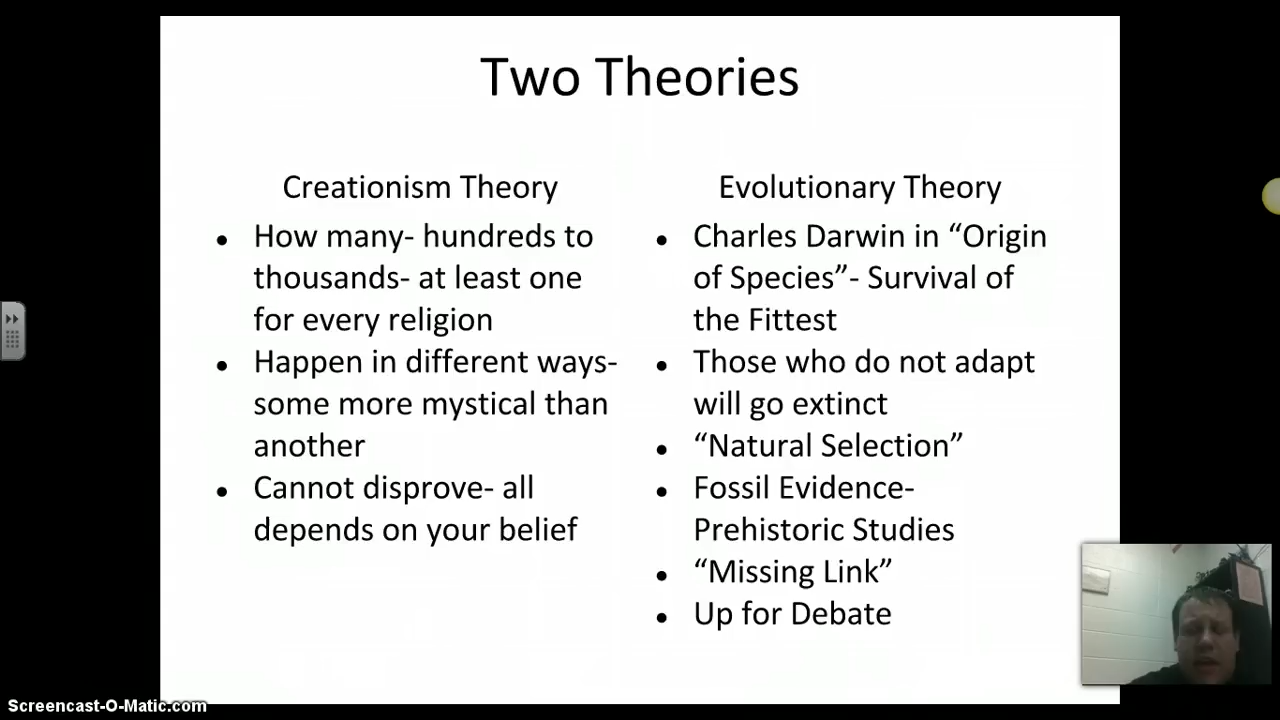 Two Theories
Creationism Theory
● How many- hundreds to
thousands- at least one
for every religion
● Happen in different ways-
some more mystical than
another
● Cannot disprove- all
depends on your belief
Evolutionary Theory
● Charles Darwin in “Origin
of Species”- Survival of
the Fittest
● Those who do not adapt
will go extinct
● “Natural Selection”
● Fossil Evidence-
Prehistoric Studies
● “Missing Link”
● Up for Debate
Screencast-O-Matic.com